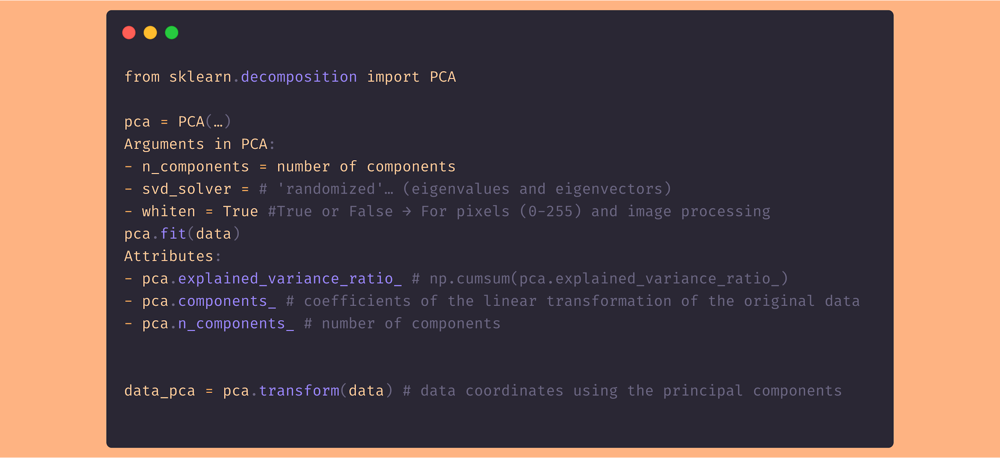 from sklearn.decomposition import PCA
pca = PCA(…)
Arguments in PCA:
- n_components = number of components
- svd_solver = # 'randomized'… (eigenvalues and eigenvectors)
- whiten = True #True or False → For pixels (0-255) and image processing
pca.fit(data)
Attributes:
- pca.explained_variance_ratio_ # np.cumsum(pca.explained_variance_ratio_)
- pca.components_ # coefficients of the linear transformation of the original data
- pca.n_components_ # number of components
data_pca = pca.transform(data) # data coordinates using the principal components